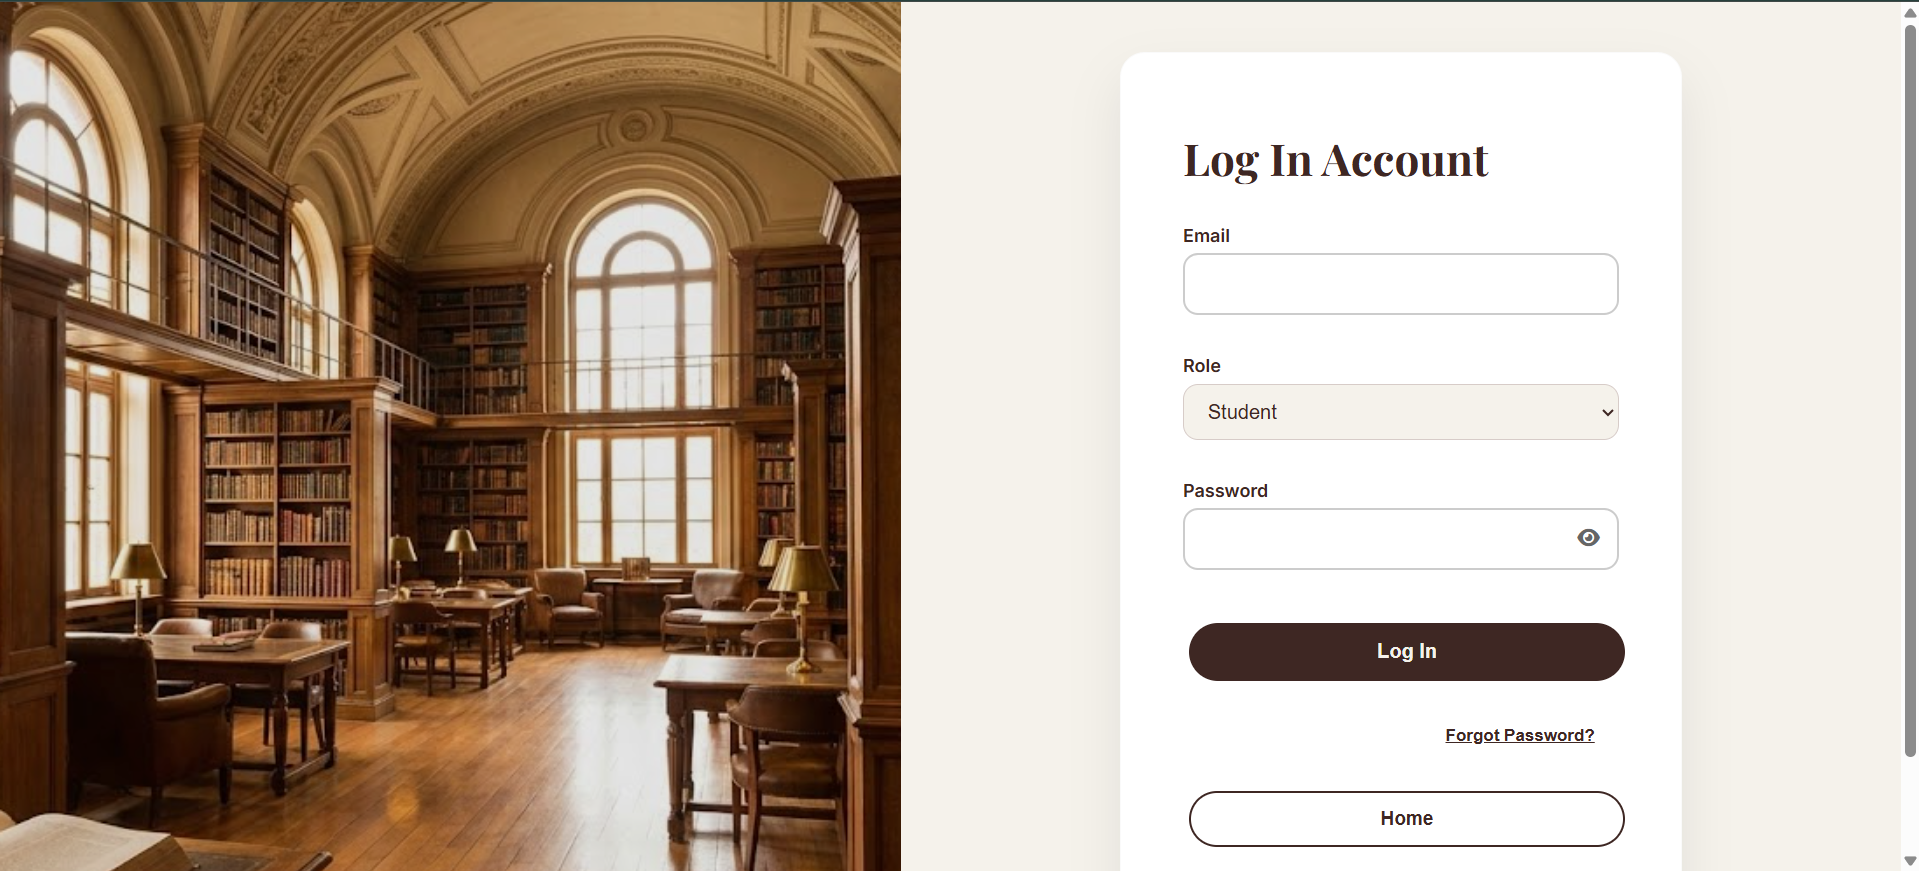 Log In Account
Email
Role
Student
Password
Log In
Forgot Password?
Home